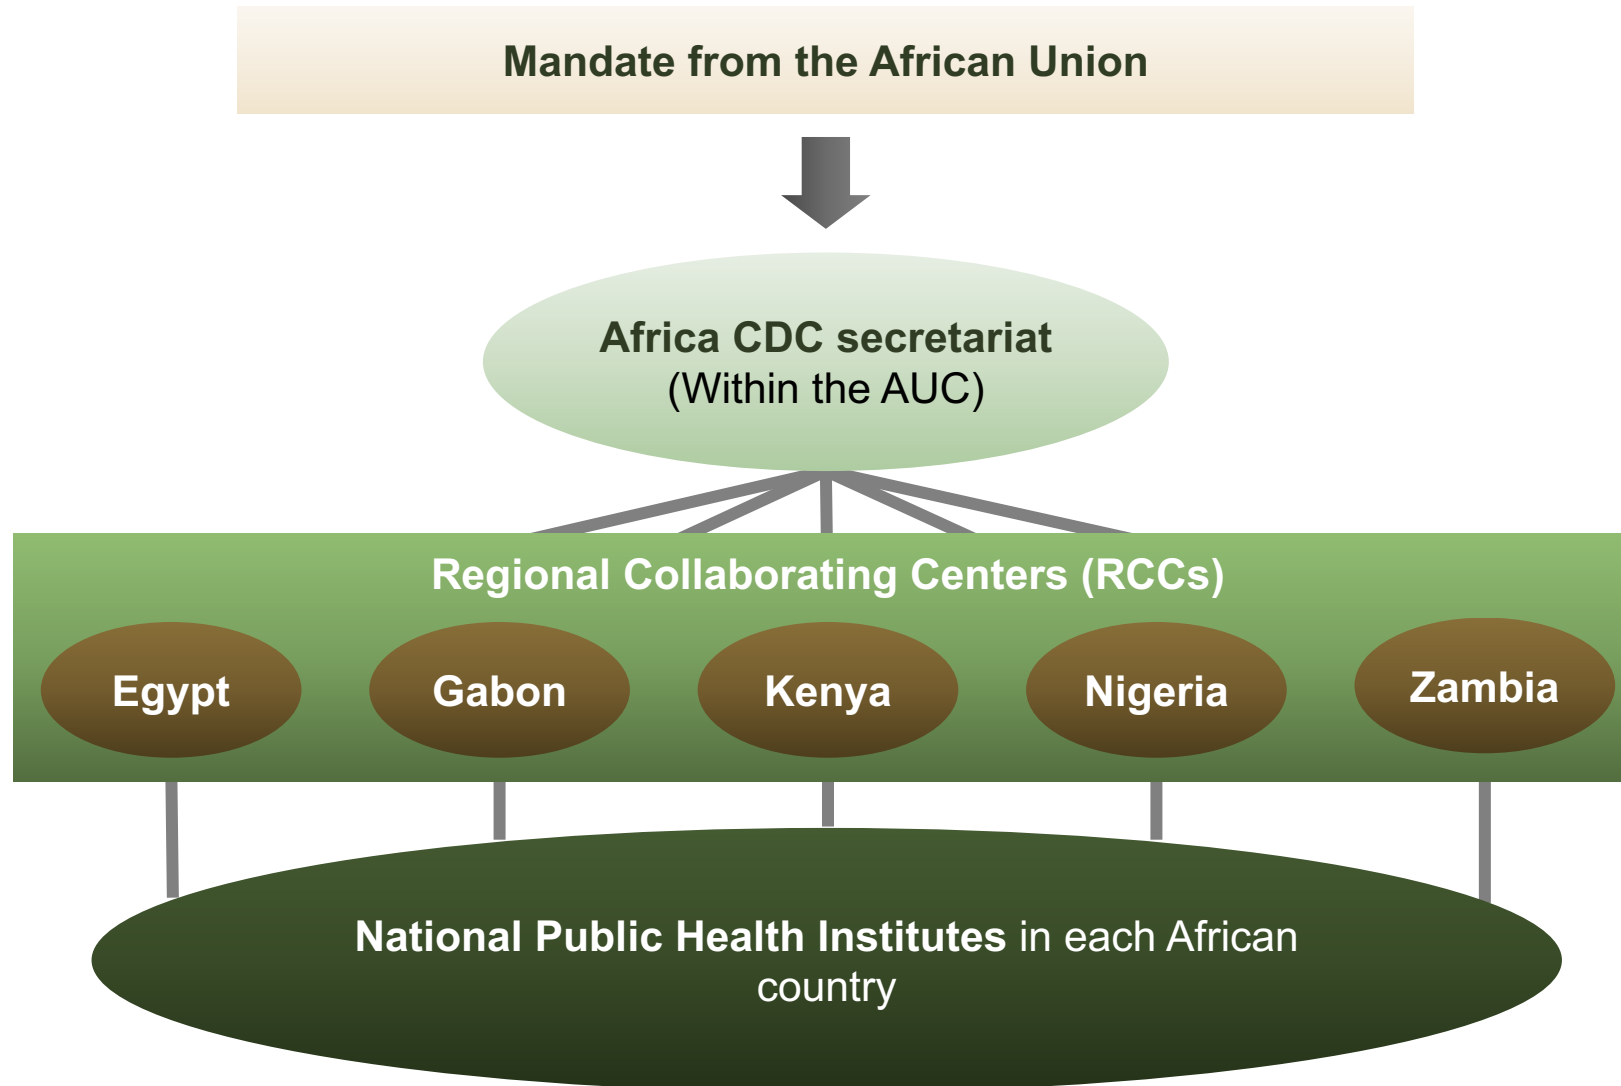 Mandate from the African Union
Africa CDC secretariat
(Within the AUC)
Regional Collaborating Centers (RCCs)
Egypt
Gabon
Kenya
Nigeria
Zambia
National Public Health Institutes in each African
country